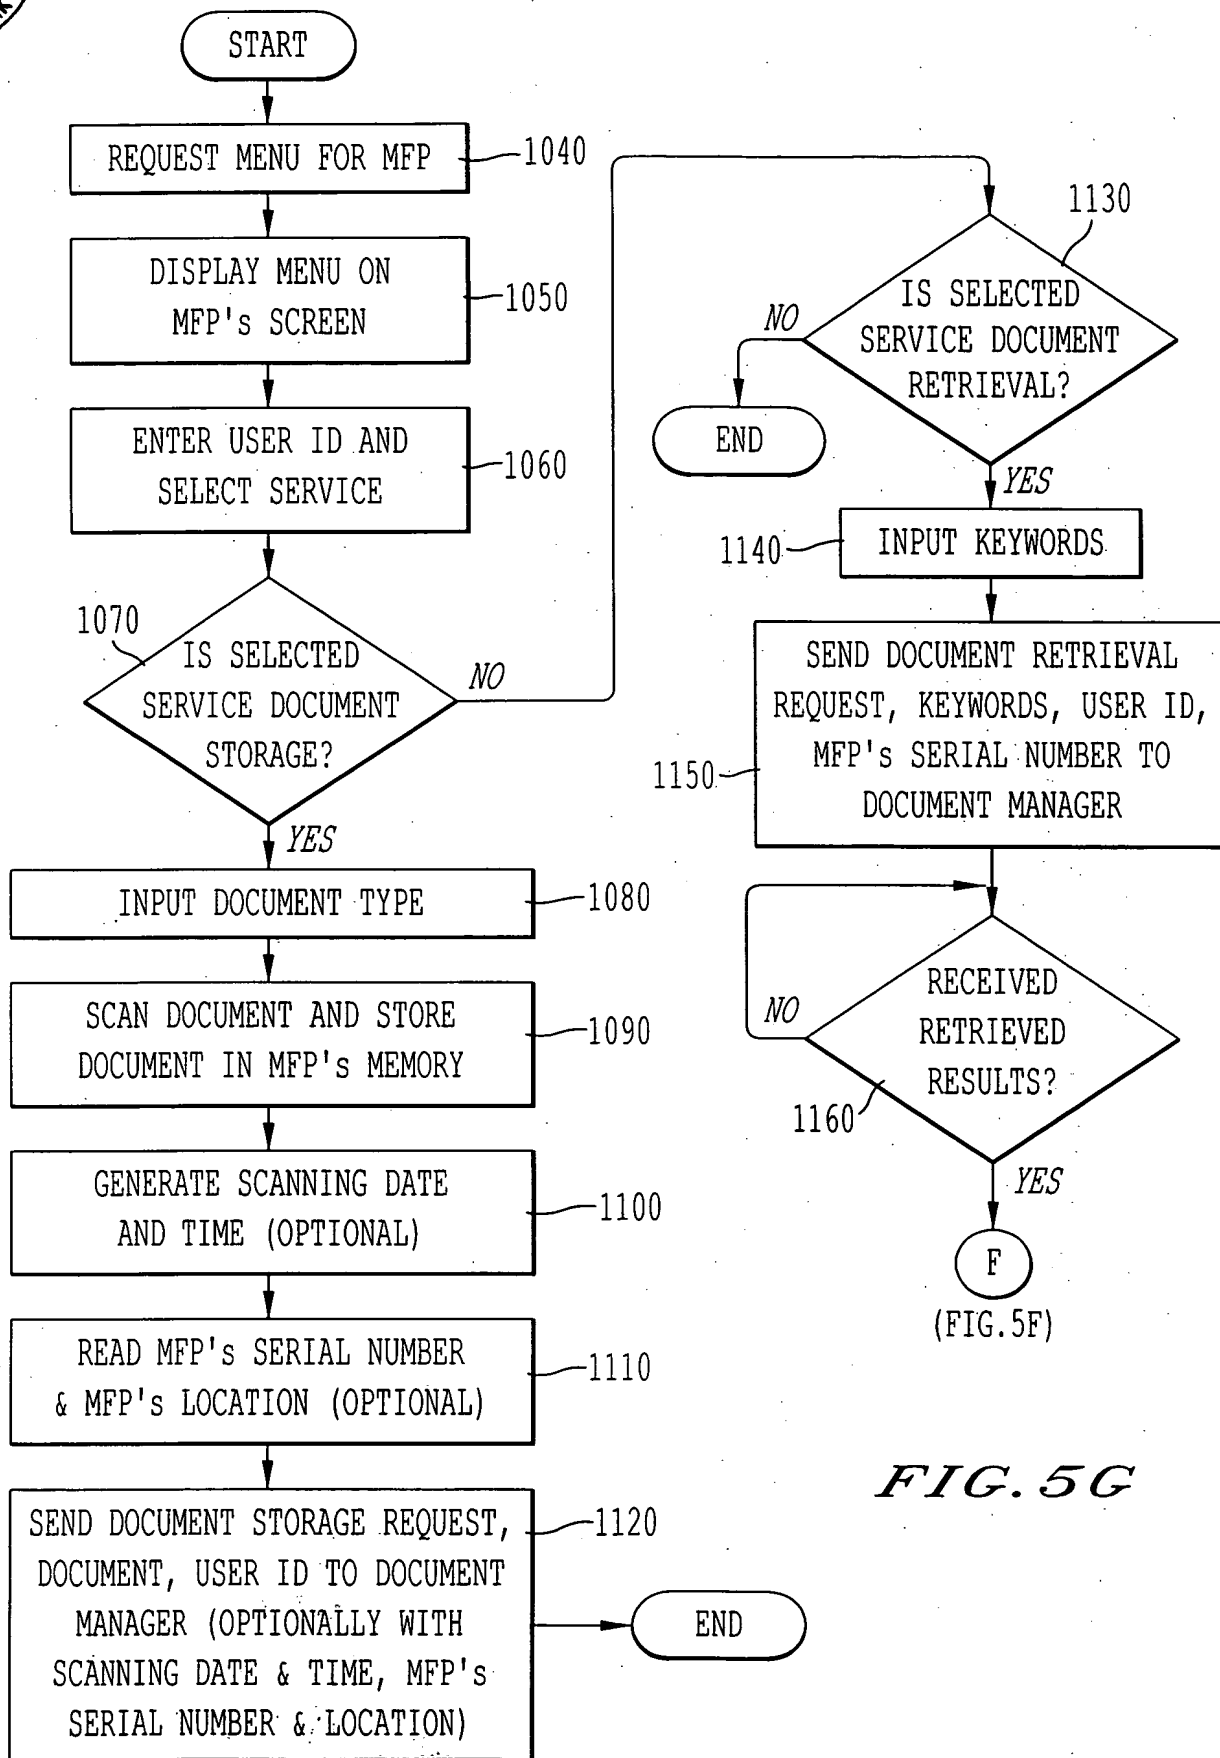 START
REQUEST MENU FOR MFP
1040
DISPLAY MENU ON
MFP's SCREEN
1050
ENTER USER ID AND
SELECT SERVICE
1060
1070
IS SELECTED
SERVICE DOCUMENT
STORAGE?
NO
YES
INPUT DOCUMENT TYPE
1080
SCAN DOCUMENT AND STORE
DOCUMENT IN MFP's MEMORY
1090
GENERATE SCANNING DATE
AND TIME (OPTIONAL)
1100
READ MFP's SERIAL NUMBER
& MFP's LOCATION (OPTIONAL)
1110
SEND DOCUMENT STORAGE REQUEST,
DOCUMENT, USER ID TO DOCUMENT
MANAGER (OPTIONALLY WITH
SCANNING DATE & TIME, MFP's
SERIAL NUMBER & LOCATION)
1120
END
1130
IS SELECTED
SERVICE DOCUMENT
RETRIEVAL?
NO
END
YES
1140
INPUT KEYWORDS
SEND DOCUMENT RETRIEVAL
REQUEST, KEYWORDS, USER ID,
MFP's SERIAL NUMBER TO
DOCUMENT MANAGER
1150
RECEIVED
RETRIEVED
RESULTS?
NO
1160
YES
F
(FIG.5F)
FIG. 5G